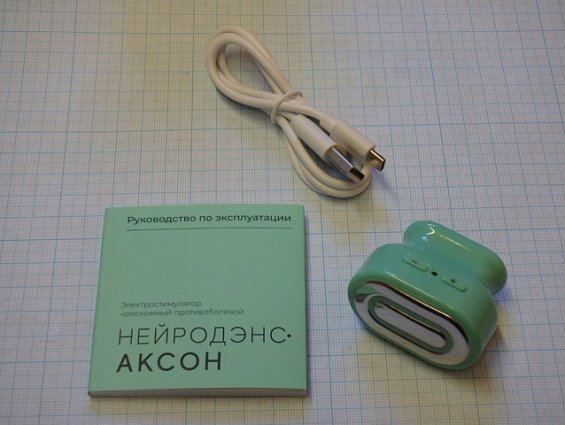 Руководство по эксплуатации
Электростимулятор
чрескожный противоболевой
НЕЙРОДЭНС·
АКСОН